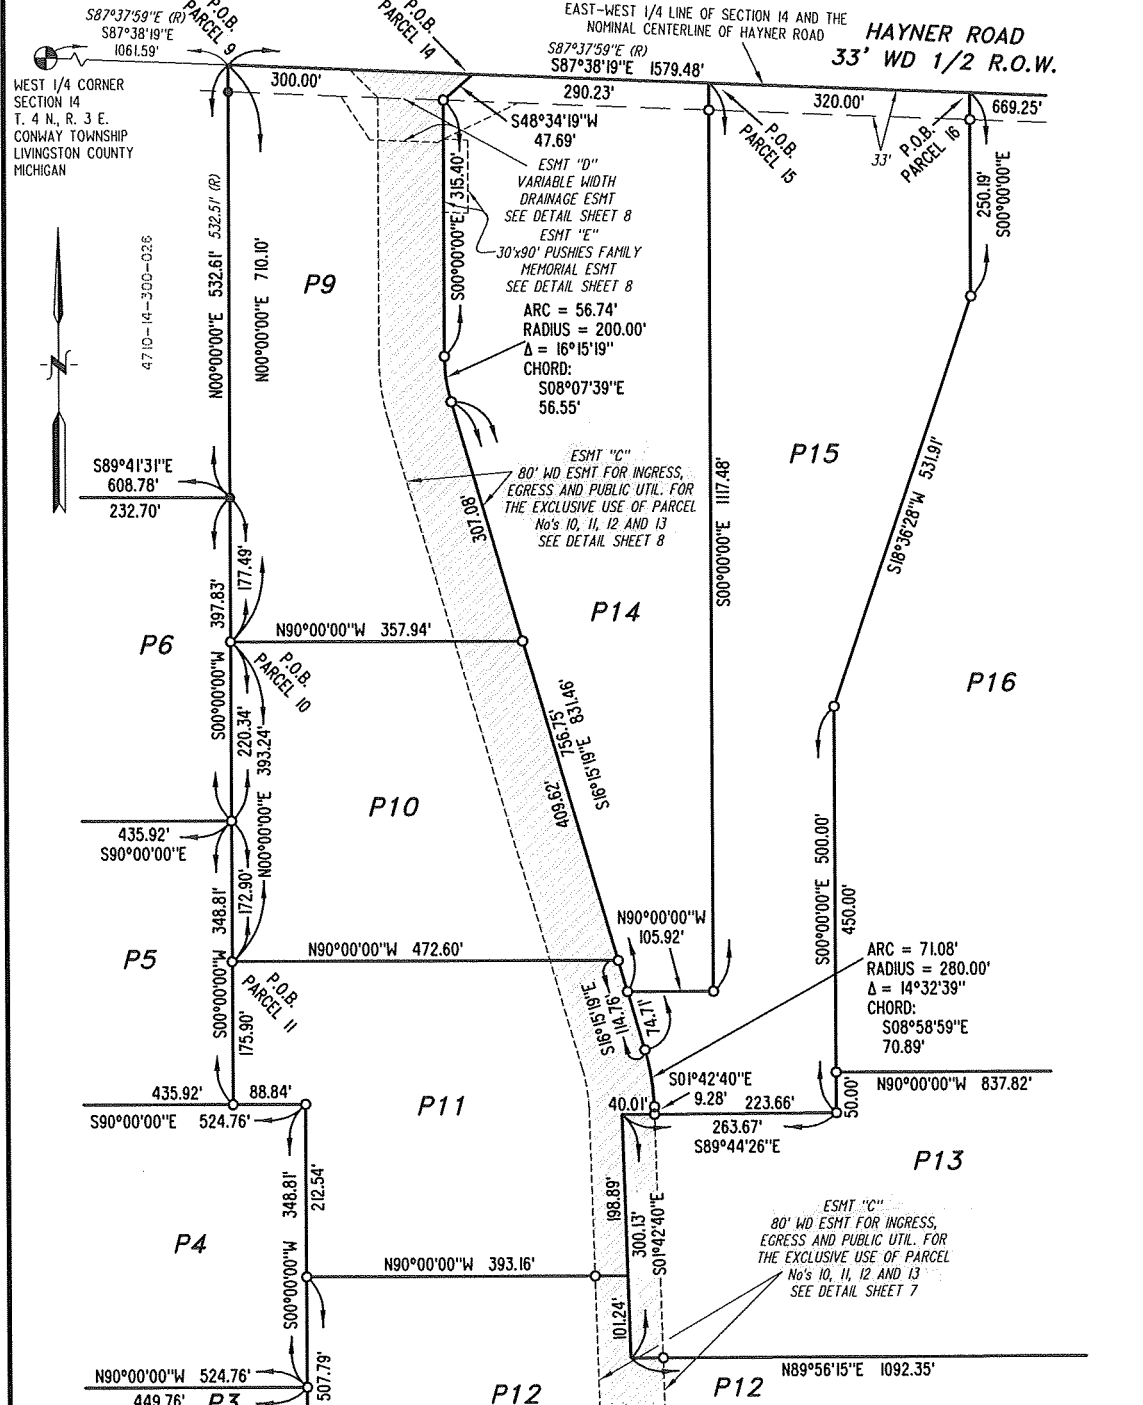 S87°37'59"E (R)
S87°38'19"E
1061.59'
P.O.B.
PARCEL 9
P.O.B.
PARCEL 14
EAST-WEST 1/4 LINE OF SECTION 14 AND THE
NOMINAL CENTERLINE OF HAYNER ROAD
HAYNER ROAD
33' WD 1/2 R.O.W.
S87°37'59"E (R)
S87°38'19"E 1579.48'
300.00'
290.23'
320.00'
669.25'
WEST 1/4 CORNER
SECTION 14
T. 4 N., R. 3 E.
CONWAY TOWNSHIP
LIVINGSTON COUNTY
MICHIGAN
S48°34'19"W
47.69'
P.O.B.
PARCEL 15
33'
P.O.B.
PARCEL 16
250.19'
S00°00'00"E
ESMT "D"
VARIABLE WIDTH
DRAINAGE ESMT
SEE DETAIL SHEET 8
ESMT "E"
30'x90' PUSHIES FAMILY
MEMORIAL ESMT
SEE DETAIL SHEET 8
S00°00'00"E 315.40'
4710-14-300-026
N00°00'00"E 532.61' 532.51' (R)
N00°00'00"E 710.10'
P9
ARC = 56.74'
RADIUS = 200.00'
Δ = 16°15'19"
CHORD:
S08°07'39"E
56.55'
P15
S18°36'28"W 531.91'
S89°41'31"E
608.78'
232.70'
ESMT "C"
80' WD ESMT FOR INGRESS,
EGRESS AND PUBLIC UTIL. FOR
THE EXCLUSIVE USE OF PARCEL
No's 10, 11, 12 AND 13
SEE DETAIL SHEET 8
307.08'
S00°00'00"E 1117.48'
177.49'
S00°00'00"W 397.83'
P6
N90°00'00"W 357.94'
P14
P.O.B.
PARCEL 10
P16
220.34'
N00°00'00"E 393.24'
409.62'
756.75'
S16°15'19"E 831.46'
P10
435.92'
S90°00'00"E
S00°00'00"W 348.81'
172.90'
S00°00'00"E 500.00'
450.00'
N90°00'00"W
105.92'
P5
N90°00'00"W 472.60'
P.O.B.
PARCEL 11
175.90'
S16°15'19"E
114.76'
74.71'
ARC = 71.08'
RADIUS = 280.00'
Δ = 14°32'39"
CHORD:
S08°58'59"E
70.89'
S01°42'40"E
9.28'
N90°00'00"W 837.82'
50.00'
435.92'
88.84'
S90°00'00"E 524.76'
P11
40.01'
223.66'
263.67'
S89°44'26"E
P13
S00°00'00"W 348.81'
212.54'
198.89'
300.13'
S01°42'40"E
P4
N90°00'00"W 393.16'
ESMT "C"
80' WD ESMT FOR INGRESS,
EGRESS AND PUBLIC UTIL. FOR
THE EXCLUSIVE USE OF PARCEL
No's 10, 11, 12 AND 13
SEE DETAIL SHEET 7
101.24'
N90°00'00"W 524.76'
507.79'
N89°56'15"E 1092.35'
449.76'
P3
P12
P12